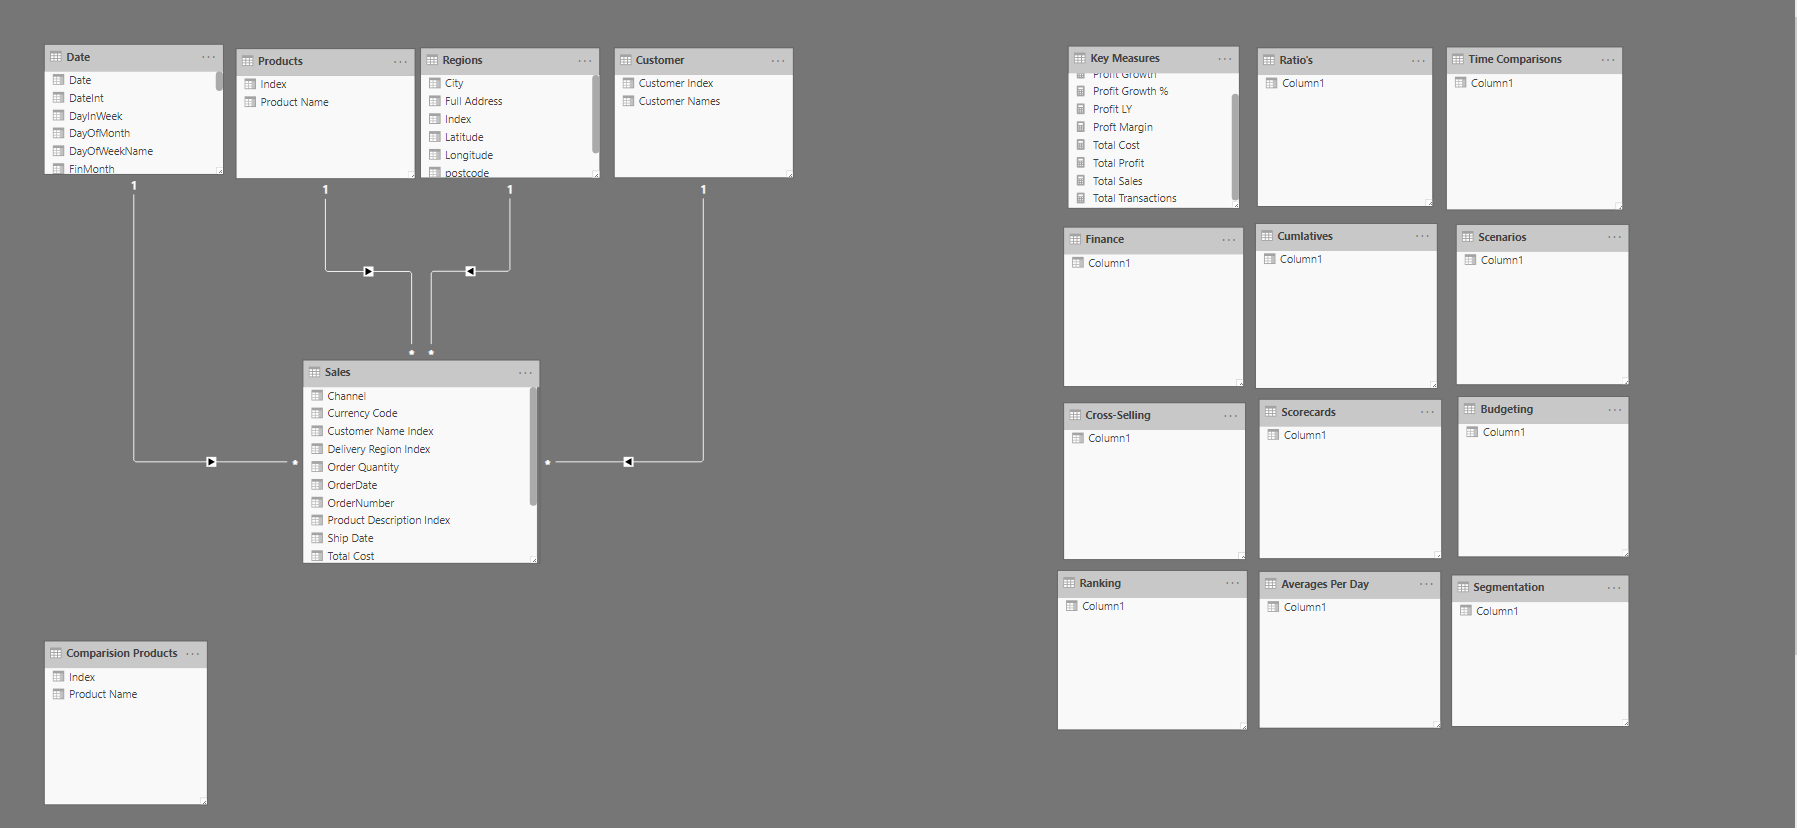 Date
Date
DateInt
DayInWeek
DayOfMonth
DayOfWeekName
FinMonth
1
Products
Index
Product Name
1
Regions
City
Full Address
Index
Latitude
Longitude
postcode
1
Customer
Customer Index
Customer Names
1
Sales
Channel
Currency Code
Customer Name Index
Delivery Region Index
Order Quantity
OrderDate
OrderNumber
Product Description Index
Ship Date
Total Cost
*
*
*
*
Comparision Products
Index
Product Name
Key Measures
Profit Growth
Profit Growth %
Profit LY
Proft Margin
Total Cost
Total Profit
Total Sales
Total Transactions
Ratio's
Column1
Time Comparisons
Column1
Finance
Column1
Cumlatives
Column1
Scenarios
Column1
Cross-Selling
Column1
Scorecards
Column1
Budgeting
Column1
Ranking
Column1
Averages Per Day
Column1
Segmentation
Column1